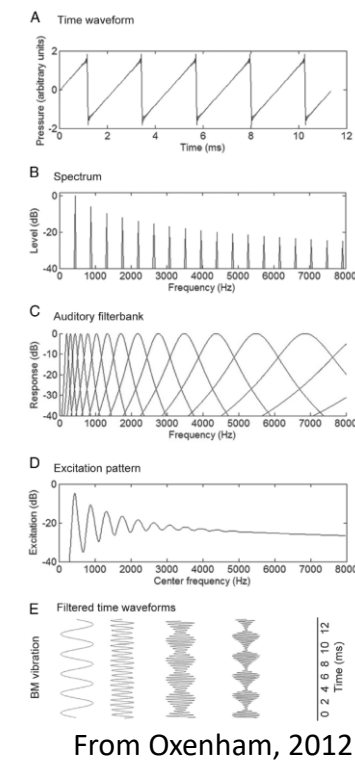 A Time waveform
Pressure (arbitrary units)
2
0
-2
0 2 4 6 8 10 12
Time (ms)
B Spectrum
Level (dB)
0
-20
-40
0 1000 2000 3000 4000 5000 6000 7000 8000
Frequency (Hz)
C Auditory filterbank
Response (dB)
0
-10
-20
-30
-40
0 1000 2000 3000 4000 5000 6000 7000 8000
Frequency (Hz)
D Excitation pattern
Excitation (dB)
0
-20
-40
0 1000 2000 3000 4000 5000 6000 7000 8000
Center frequency (Hz)
E Filtered time waveforms
BM vibration
0 2 4 6 8 10 12
Time (ms)
From Oxenham, 2012